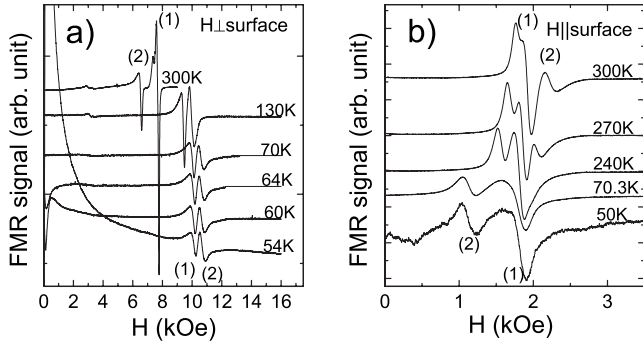 a)
(1)
H⊥surface
(2)
300K
130K
70K
64K
60K
54K
(1)
(2)
FMR signal (arb. unit)
0 2 4 6 8 10 12 14 16
H (kOe)
b)
(1)
H||surface
(2)
300K
270K
240K
70.3K
50K
(2)
(1)
FMR signal (arb. unit)
0 1 2 3
H (kOe)